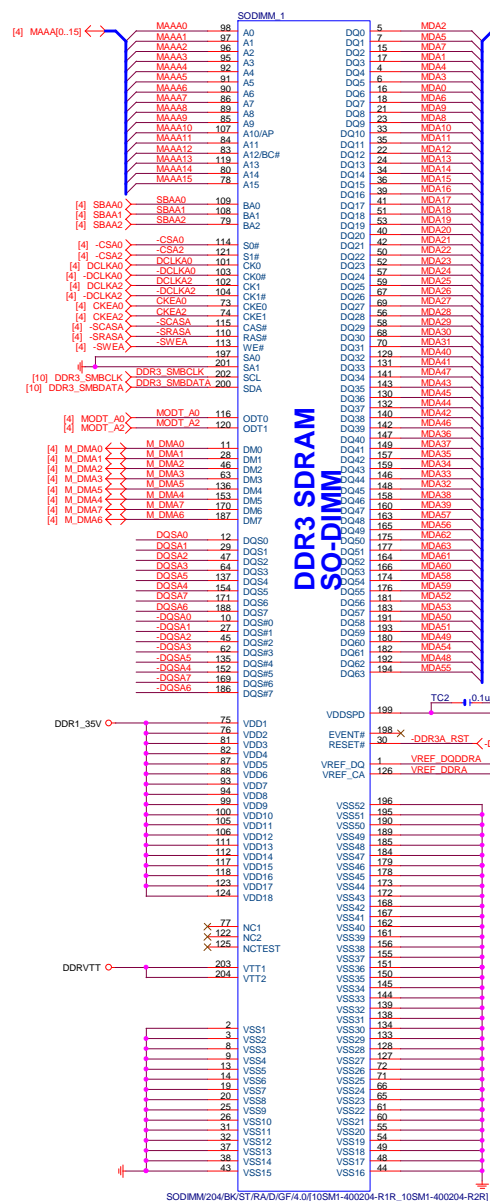 SODIMM_1
[4] MAAA[0..15]
MAAA0 98 A0
MAAA1 97 A1
MAAA2 96 A2
MAAA3 95 A3
MAAA4 92 A4
MAAA5 91 A5
MAAA6 90 A6
MAAA7 86 A7
MAAA8 89 A8
MAAA9 85 A9
MAAA10 107 A10/AP
MAAA11 84 A11
MAAA12 83 A12/BC#
MAAA13 119 A13
MAAA14 80 A14
MAAA15 78 A15
[4] SBAA0 SBAA0 109 BA0
[4] SBAA1 SBAA1 108 BA1
[4] SBAA2 SBAA2 79 BA2
[4] -CSA0 -CSA0 114 S0#
[4] -CSA2 -CSA2 121 S1#
[4] DCLKA0 DCLKA0 101 CK0
[4] -DCLKA0 -DCLKA0 103 CK0#
[4] DCLKA2 DCLKA2 102 CK1
[4] -DCLKA2 -DCLKA2 104 CK1#
[4] CKEA0 CKEA0 73 CKE0
[4] CKEA2 CKEA2 74 CKE1
[4] -SCASA -SCASA 115 CAS#
[4] -SRASA -SRASA 110 RAS#
[4] -SWEA -SWEA 113 WE#
197 SA0
201 SA1
[10] DDR3_SMBCLK DDR3_SMBCLK 202 SCL
[10] DDR3_SMBDATA DDR3_SMBDATA 200 SDA
[4] MODT_A0 MODT_A0 116 ODT0
[4] MODT_A2 MODT_A2 120 ODT1
[4] M_DMA0 M_DMA0 11 DM0
[4] M_DMA1 M_DMA1 28 DM1
[4] M_DMA2 M_DMA2 46 DM2
[4] M_DMA3 M_DMA3 63 DM3
[4] M_DMA5 M_DMA5 136 DM4
[4] M_DMA4 M_DMA4 153 DM5
[4] M_DMA7 M_DMA7 170 DM6
[4] M_DMA6 M_DMA6 187 DM7
DQSA0 12 DQS0
DQSA1 29 DQS1
DQSA2 47 DQS2
DQSA3 64 DQS3
DQSA5 137 DQS4
DQSA4 154 DQS5
DQSA7 171 DQS6
DQSA6 188 DQS7
-DQSA0 10 DQS#0
-DQSA1 27 DQS#1
-DQSA2 45 DQS#2
-DQSA3 62 DQS#3
-DQSA5 135 DQS#4
-DQSA4 152 DQS#5
-DQSA7 169 DQS#6
-DQSA6 186 DQS#7
DDR1_35V
75 VDD1
76 VDD2
81 VDD3
82 VDD4
87 VDD5
88 VDD6
93 VDD7
94 VDD8
99 VDD9
100 VDD10
105 VDD11
106 VDD12
111 VDD13
112 VDD14
117 VDD15
118 VDD16
123 VDD17
124 VDD18
77 NC1
122 NC2
125 NCTEST
DDRVTT
203 VTT1
204 VTT2
2 VSS1
3 VSS2
8 VSS3
9 VSS4
13 VSS5
14 VSS6
19 VSS7
20 VSS8
25 VSS9
26 VSS10
31 VSS11
32 VSS12
37 VSS13
38 VSS14
43 VSS15
DDR3 SDRAM
SO-DIMM
DQ0 5 MDA2
DQ1 7 MDA5
DQ2 15 MDA7
DQ3 17 MDA1
DQ4 4 MDA4
DQ5 6 MDA3
DQ6 16 MDA0
DQ7 18 MDA6
DQ8 21 MDA9
DQ9 23 MDA8
DQ10 33 MDA10
DQ11 35 MDA11
DQ12 22 MDA12
DQ13 24 MDA13
DQ14 34 MDA14
DQ15 36 MDA15
DQ16 39 MDA16
DQ17 41 MDA17
DQ18 51 MDA18
DQ19 53 MDA19
DQ20 40 MDA20
DQ21 42 MDA21
DQ22 50 MDA22
DQ23 52 MDA23
DQ24 57 MDA24
DQ25 59 MDA25
DQ26 67 MDA26
DQ27 69 MDA27
DQ28 56 MDA28
DQ29 58 MDA29
DQ30 68 MDA30
DQ31 70 MDA31
DQ32 129 MDA40
DQ33 131 MDA41
DQ34 141 MDA47
DQ35 143 MDA43
DQ36 130 MDA45
DQ37 132 MDA44
DQ38 140 MDA42
DQ39 142 MDA46
DQ40 147 MDA36
DQ41 149 MDA37
DQ42 157 MDA35
DQ43 159 MDA34
DQ44 146 MDA33
DQ45 148 MDA32
DQ46 158 MDA38
DQ47 160 MDA39
DQ48 163 MDA57
DQ49 165 MDA56
DQ50 175 MDA62
DQ51 177 MDA63
DQ52 164 MDA61
DQ53 166 MDA60
DQ54 174 MDA58
DQ55 176 MDA59
DQ56 181 MDA52
DQ57 183 MDA53
DQ58 191 MDA50
DQ59 193 MDA51
DQ60 180 MDA49
DQ61 182 MDA54
DQ62 192 MDA48
DQ63 194 MDA55
TC2 0.1u
VDDSPD 199
EVENT# 198
RESET# 30 -DDR3A_RST
VREF_DQ 1 VREF_DQDDRA
VREF_CA 126 VREF_DDRA
VSS52 196
VSS51 195
VSS50 190
VSS49 189
VSS48 185
VSS47 184
VSS46 179
VSS45 178
VSS44 173
VSS43 172
VSS42 168
VSS41 167
VSS40 162
VSS39 161
VSS38 156
VSS37 155
VSS36 151
VSS35 150
VSS34 145
VSS33 144
VSS32 139
VSS31 138
VSS30 134
VSS29 133
VSS28 128
VSS27 127
VSS26 72
VSS25 71
VSS24 66
VSS23 65
VSS22 61
VSS21 60
VSS20 55
VSS19 54
VSS18 49
VSS17 48
VSS16 44
SODIMM/204/BK/ST/RA/D/GF/4.0/[10SM1-400204-R1R_10SM1-400204-R2R]